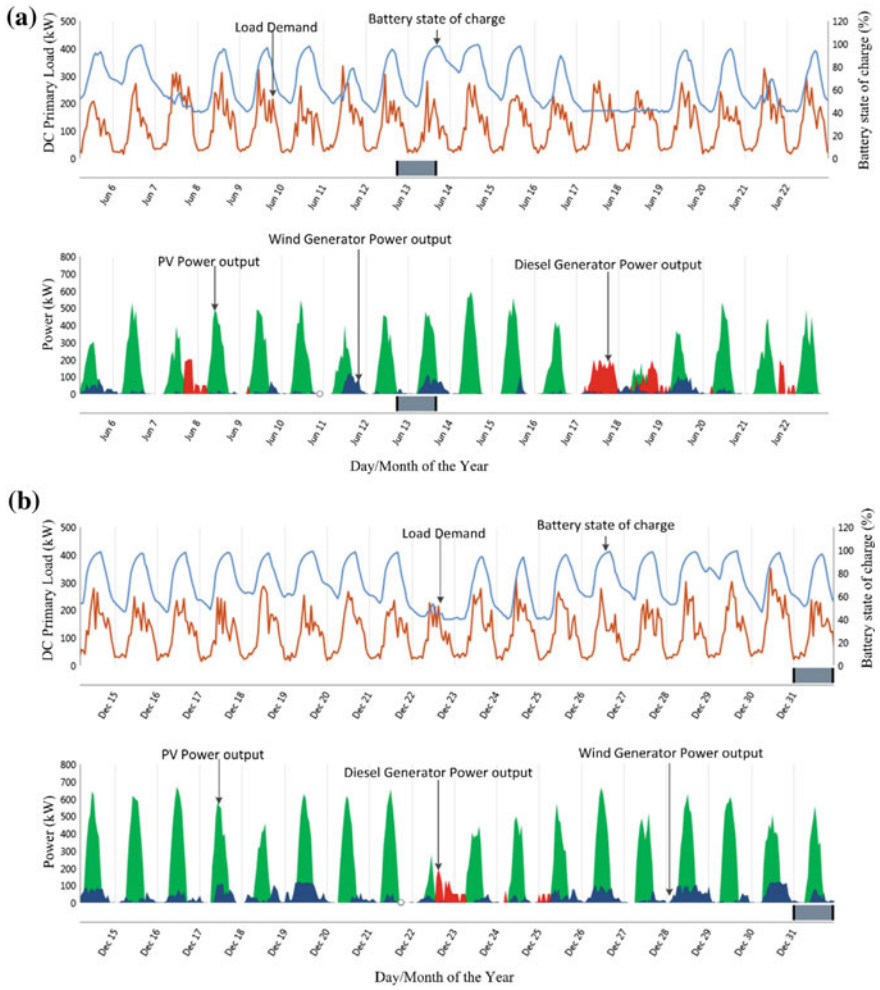 (a)
Load Demand
Battery state of charge
DC Primary Load (kW)
500
400
300
200
100
0
Battery state of charge (%)
120
100
80
60
40
20
0
Jun 6
Jun 7
Jun 8
Jun 9
Jun 10
Jun 11
Jun 12
Jun 13
Jun 14
Jun 15
Jun 16
Jun 17
Jun 18
Jun 19
Jun 20
Jun 21
Jun 22
Wind Generator Power output
PV Power output
Diesel Generator Power output
Power (kW)
800
700
600
500
400
300
200
100
0
Jun 6
Jun 7
Jun 8
Jun 9
Jun 10
Jun 11
Jun 12
Jun 13
Jun 14
Jun 15
Jun 16
Jun 17
Jun 18
Jun 19
Jun 20
Jun 21
Jun 22
Day/Month of the Year
(b)
Load Demand
Battery state of charge
DC Primary Load (kW)
500
400
300
200
100
0
Battery state of charge (%)
120
100
80
60
40
20
0
Dec 15
Dec 16
Dec 17
Dec 18
Dec 19
Dec 20
Dec 21
Dec 22
Dec 23
Dec 24
Dec 25
Dec 26
Dec 27
Dec 28
Dec 29
Dec 30
Dec 31
PV Power output
Diesel Generator Power output
Wind Generator Power output
Power (kW)
800
700
600
500
400
300
200
100
0
Dec 15
Dec 16
Dec 17
Dec 18
Dec 19
Dec 20
Dec 21
Dec 22
Dec 23
Dec 24
Dec 25
Dec 26
Dec 27
Dec 28
Dec 29
Dec 30
Dec 31
Day/Month of the Year